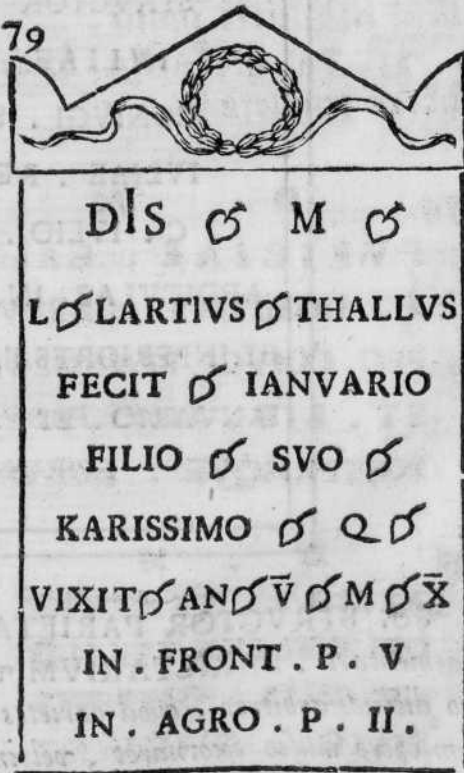 79
DIS ❦ M ❦
L ❦ LARTIVS ❦ THALLVS
FECIT ❦ IANVARIO
FILIO ❦ SVO ❦
KARISSIMO ❦ Q ❦
VIXIT ❦ AN ❦ V̅ ❦ M ❦ X̅
IN . FRONT . P . V
IN . AGRO . P . II .